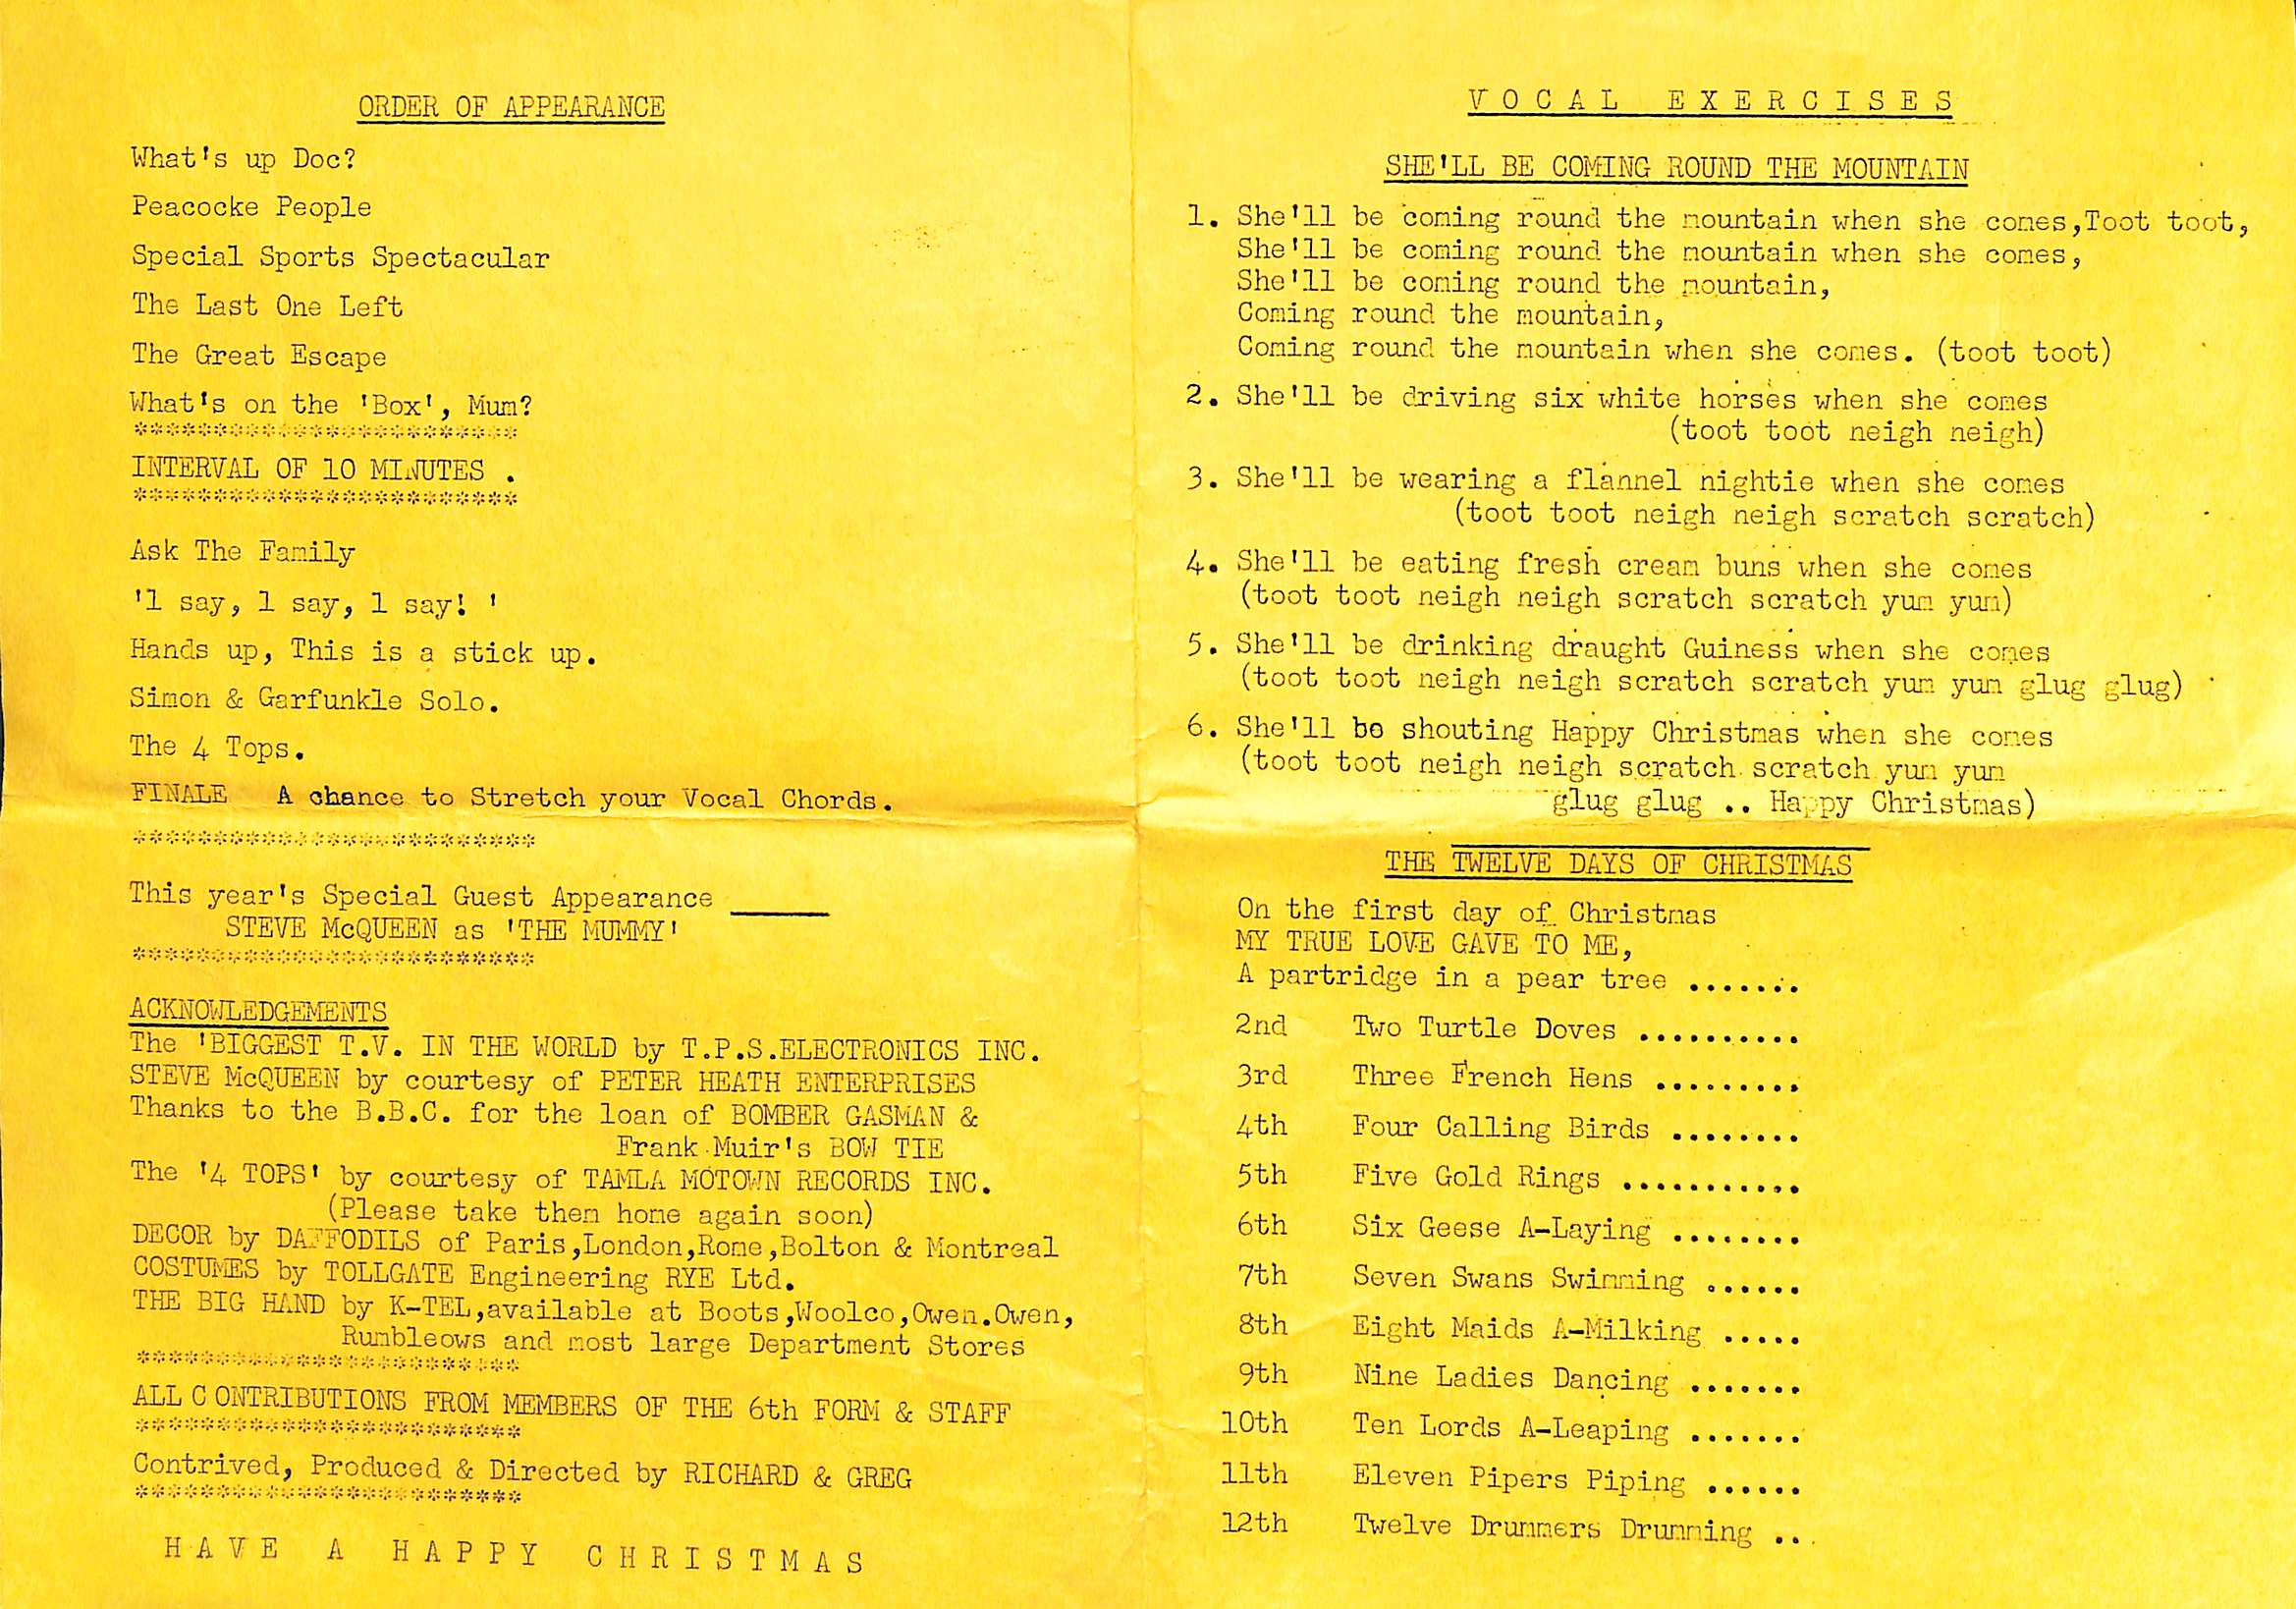 ORDER OF APPEARANCE
What's up Doc?
Peacocke People
Special Sports Spectacular
The Last One Left
The Great Escape
What's on the 'Box', Mum?
************************
INTERVAL OF 10 MINUTES .
************************
Ask The Family
'1 say, 1 say, 1 say! '
Hands up, This is a stick up.
Simon & Garfunkle Solo.
The 4 Tops.
FINALE   A chance to Stretch your Vocal Chords.
*************************
This year's Special Guest Appearance ______
STEVE McQUEEN as 'THE MUMMY'
*************************
ACKNOWLEDGEMENTS
The 'BIGGEST T.V. IN THE WORLD by T.P.S.ELECTRONICS INC.
STEVE McQUEEN by courtesy of PETER HEATH ENTERPRISES
Thanks to the B.B.C. for the loan of BOMBER GASMAN &
Frank Muir's BOW TIE
The '4 TOPS' by courtesy of TAMLA MOTOWN RECORDS INC.
(Please take them home again soon)
DECOR by DAFFODILS of Paris,London,Rome,Bolton & Montreal
COSTUMES by TOLLGATE Engineering RYE Ltd.
THE BIG HAND by K-TEL,available at Boots,Woolco,Owen.Owen,
Rumbleows and most large Department Stores
************************
ALL C ONTRIBUTIONS FROM MEMBERS OF THE 6th FORM & STAFF
************************
Contrived, Produced & Directed by RICHARD & GREG
************************
H A V E   A   H A P P Y   C H R I S T M A S
V O C A L   E X E R C I S E S
SHE'LL BE COMING ROUND THE MOUNTAIN
1. She'll be coming round the mountain when she comes,Toot toot,
She'll be coming round the mountain when she comes,
She'll be coming round the mountain,
Coming round the mountain,
Coming round the mountain when she comes. (toot toot)
2. She'll be driving six white horses when she comes
(toot toot neigh neigh)
3. She'll be wearing a flannel nightie when she comes
(toot toot neigh neigh scratch scratch)
4. She'll be eating fresh cream buns when she comes
(toot toot neigh neigh scratch scratch yum yum)
5. She'll be drinking draught Guiness when she comes
(toot toot neigh neigh scratch scratch yum yum glug glug)
6. She'll be shouting Happy Christmas when she comes
(toot toot neigh neigh scratch scratch yum yum
glug glug .. Happy Christmas)
THE TWELVE DAYS OF CHRISTMAS
On the first day of Christmas
MY TRUE LOVE GAVE TO ME,
A partridge in a pear tree .......
2nd   Two Turtle Doves ..........
3rd   Three French Hens .........
4th   Four Calling Birds ........
5th   Five Gold Rings ...........
6th   Six Geese A-Laying ........
7th   Seven Swans Swimming ......
8th   Eight Maids A-Milking .....
9th   Nine Ladies Dancing .......
10th   Ten Lords A-Leaping .......
11th   Eleven Pipers Piping ......
12th   Twelve Drummers Drumming ...